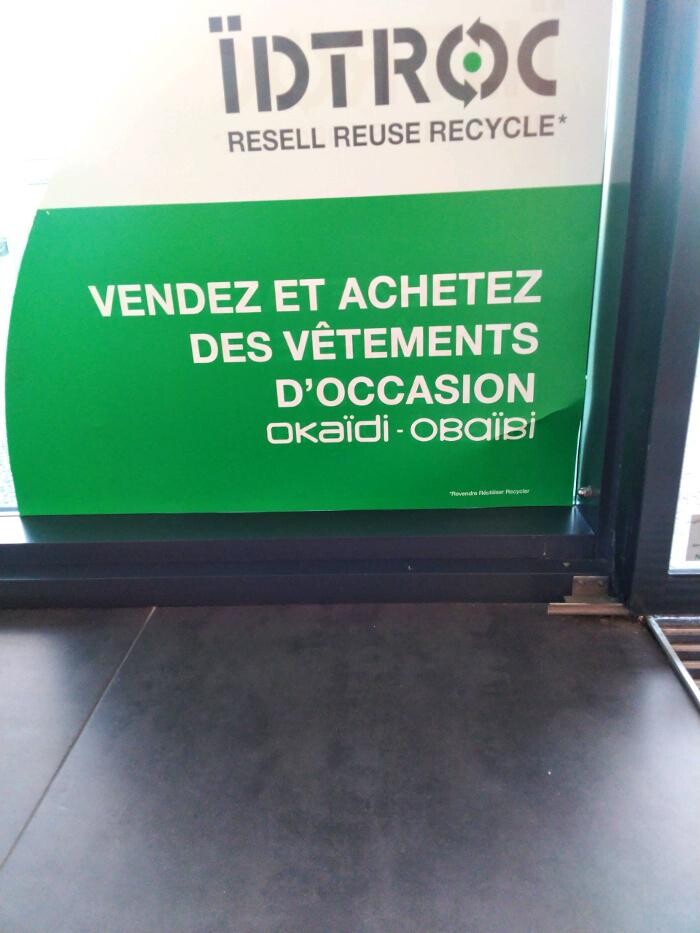 ÏDTROC
RESELL REUSE RECYCLE*
VENDEZ ET ACHETEZ
DES VÊTEMENTS
D'OCCASION
OKaïdi - OBaïBi
*Revendre Réutiliser Recycler